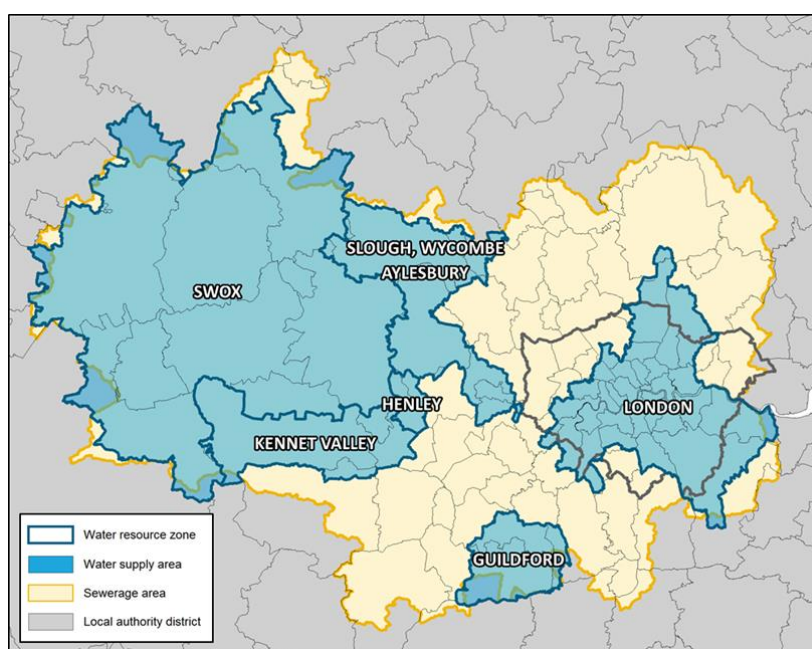 SLOUGH, WYCOMBE
AYLESBURY
SWOX
HENLEY
LONDON
KENNET VALLEY
GUILDFORD
Water resource zone
Water supply area
Sewerage area
Local authority district